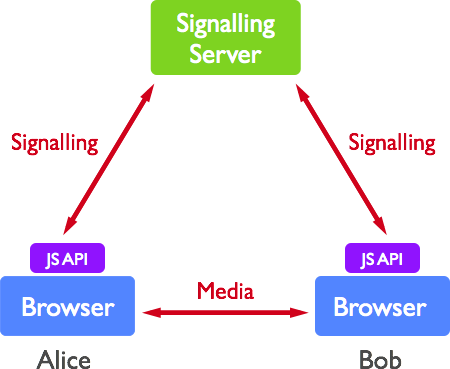 Signalling
Server
Signalling
Signalling
JS API
JS API
Browser
Media
Browser
Alice
Bob